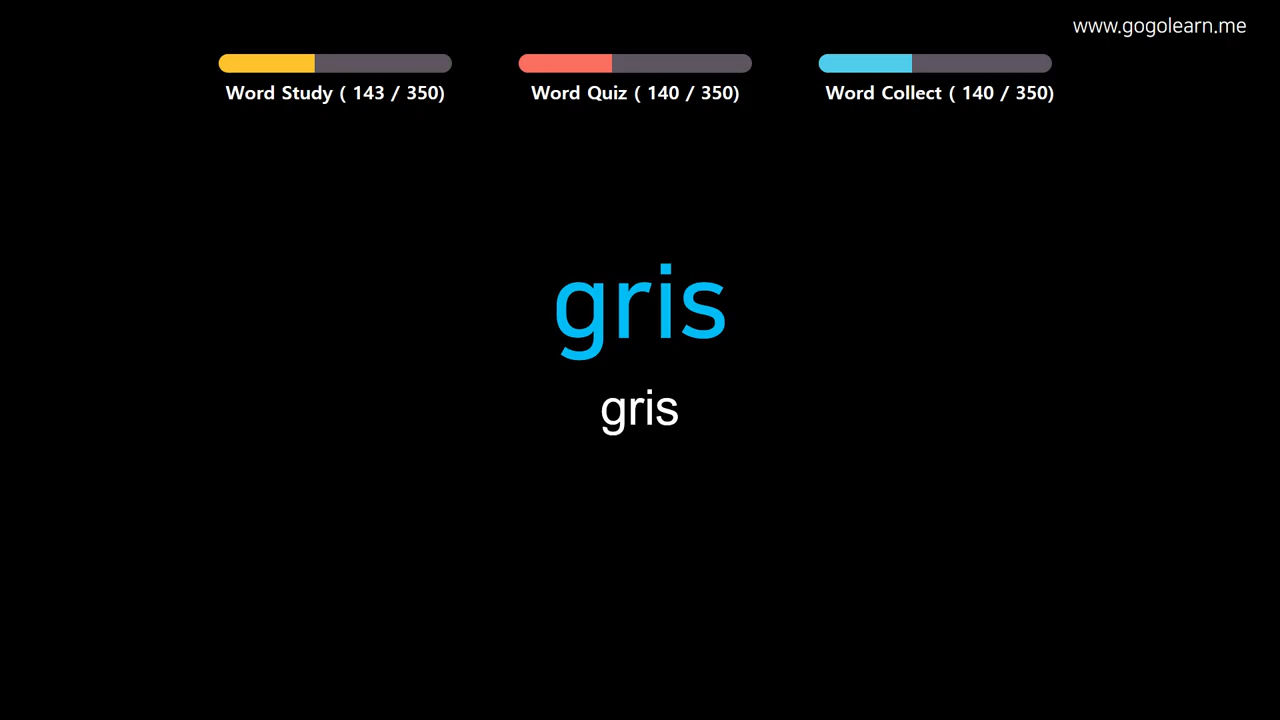 www.gogolearn.me
Word Study ( 143 / 350)
Word Quiz ( 140 / 350)
Word Collect ( 140 / 350)
gris
gris